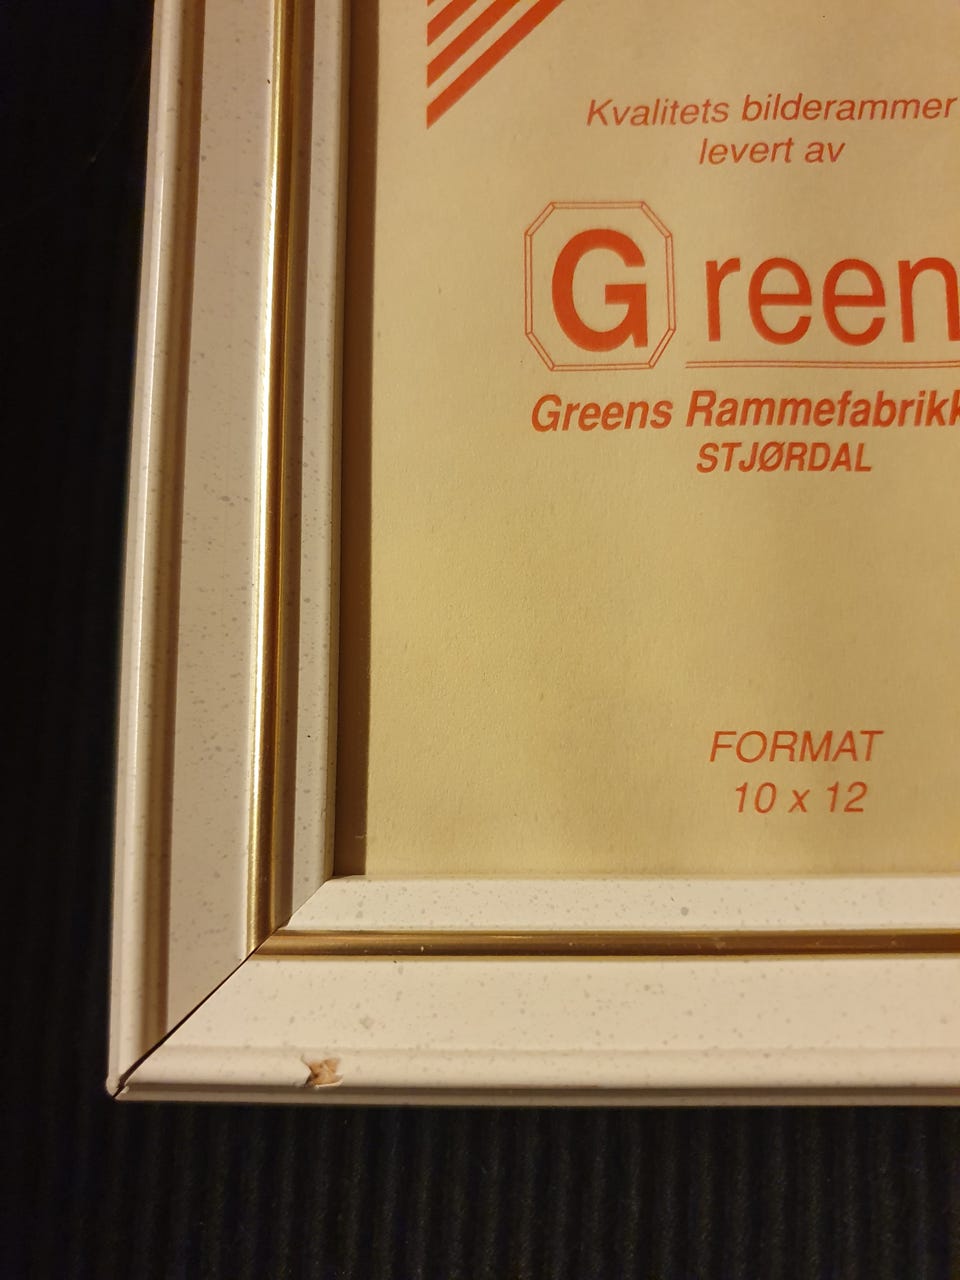 Kvalitets bilderammer
levert av
Green
Greens Rammefabrikk
STJØRDAL
FORMAT
10 x 12